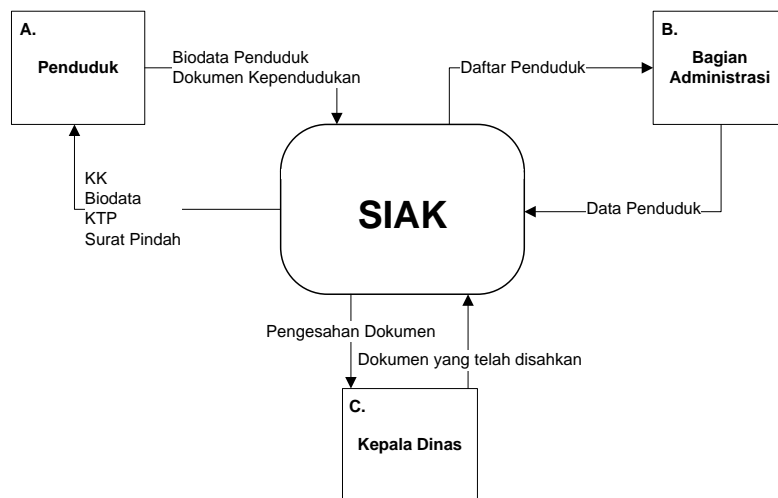 A.
Penduduk
Biodata Penduduk
Dokumen Kependudukan
Daftar Penduduk
B.
Bagian
Administrasi
KK
Biodata
KTP
Surat Pindah
SIAK
Data Penduduk
Pengesahan Dokumen
Dokumen yang telah disahkan
C.
Kepala Dinas